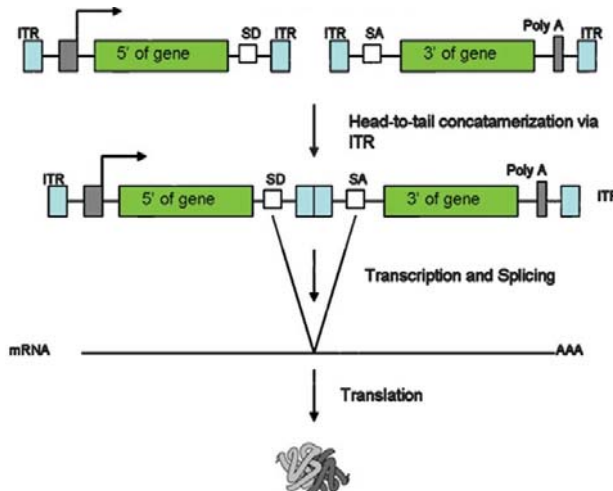 ITR SD ITR ITR SA Poly A ITR
5' of gene 3' of gene
Head-to-tail concatamerization via
ITR
ITR SD SA Poly A
5' of gene 3' of gene ITR
Transcription and Splicing
mRNA AAA
Translation